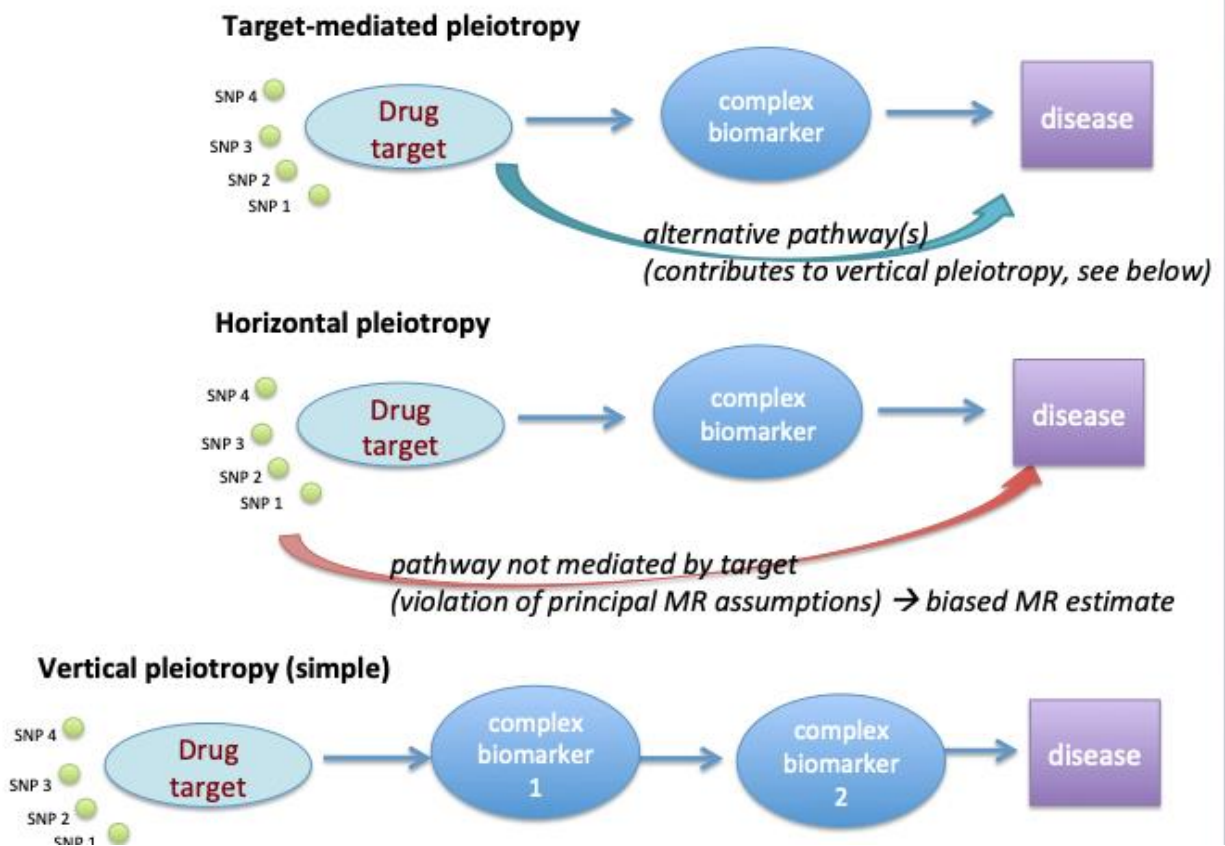 Target-mediated pleiotropy
SNP 4
SNP 3
SNP 2
SNP 1
Drug
target
complex
biomarker
disease
alternative pathway(s)
(contributes to vertical pleiotropy, see below)
Horizontal pleiotropy
SNP 4
SNP 3
SNP 2
SNP 1
Drug
target
complex
biomarker
disease
pathway not mediated by target
(violation of principal MR assumptions) → biased MR estimate
Vertical pleiotropy (simple)
SNP 4
SNP 3
SNP 2
SNP 1
Drug
target
complex
biomarker
1
complex
biomarker
2
disease